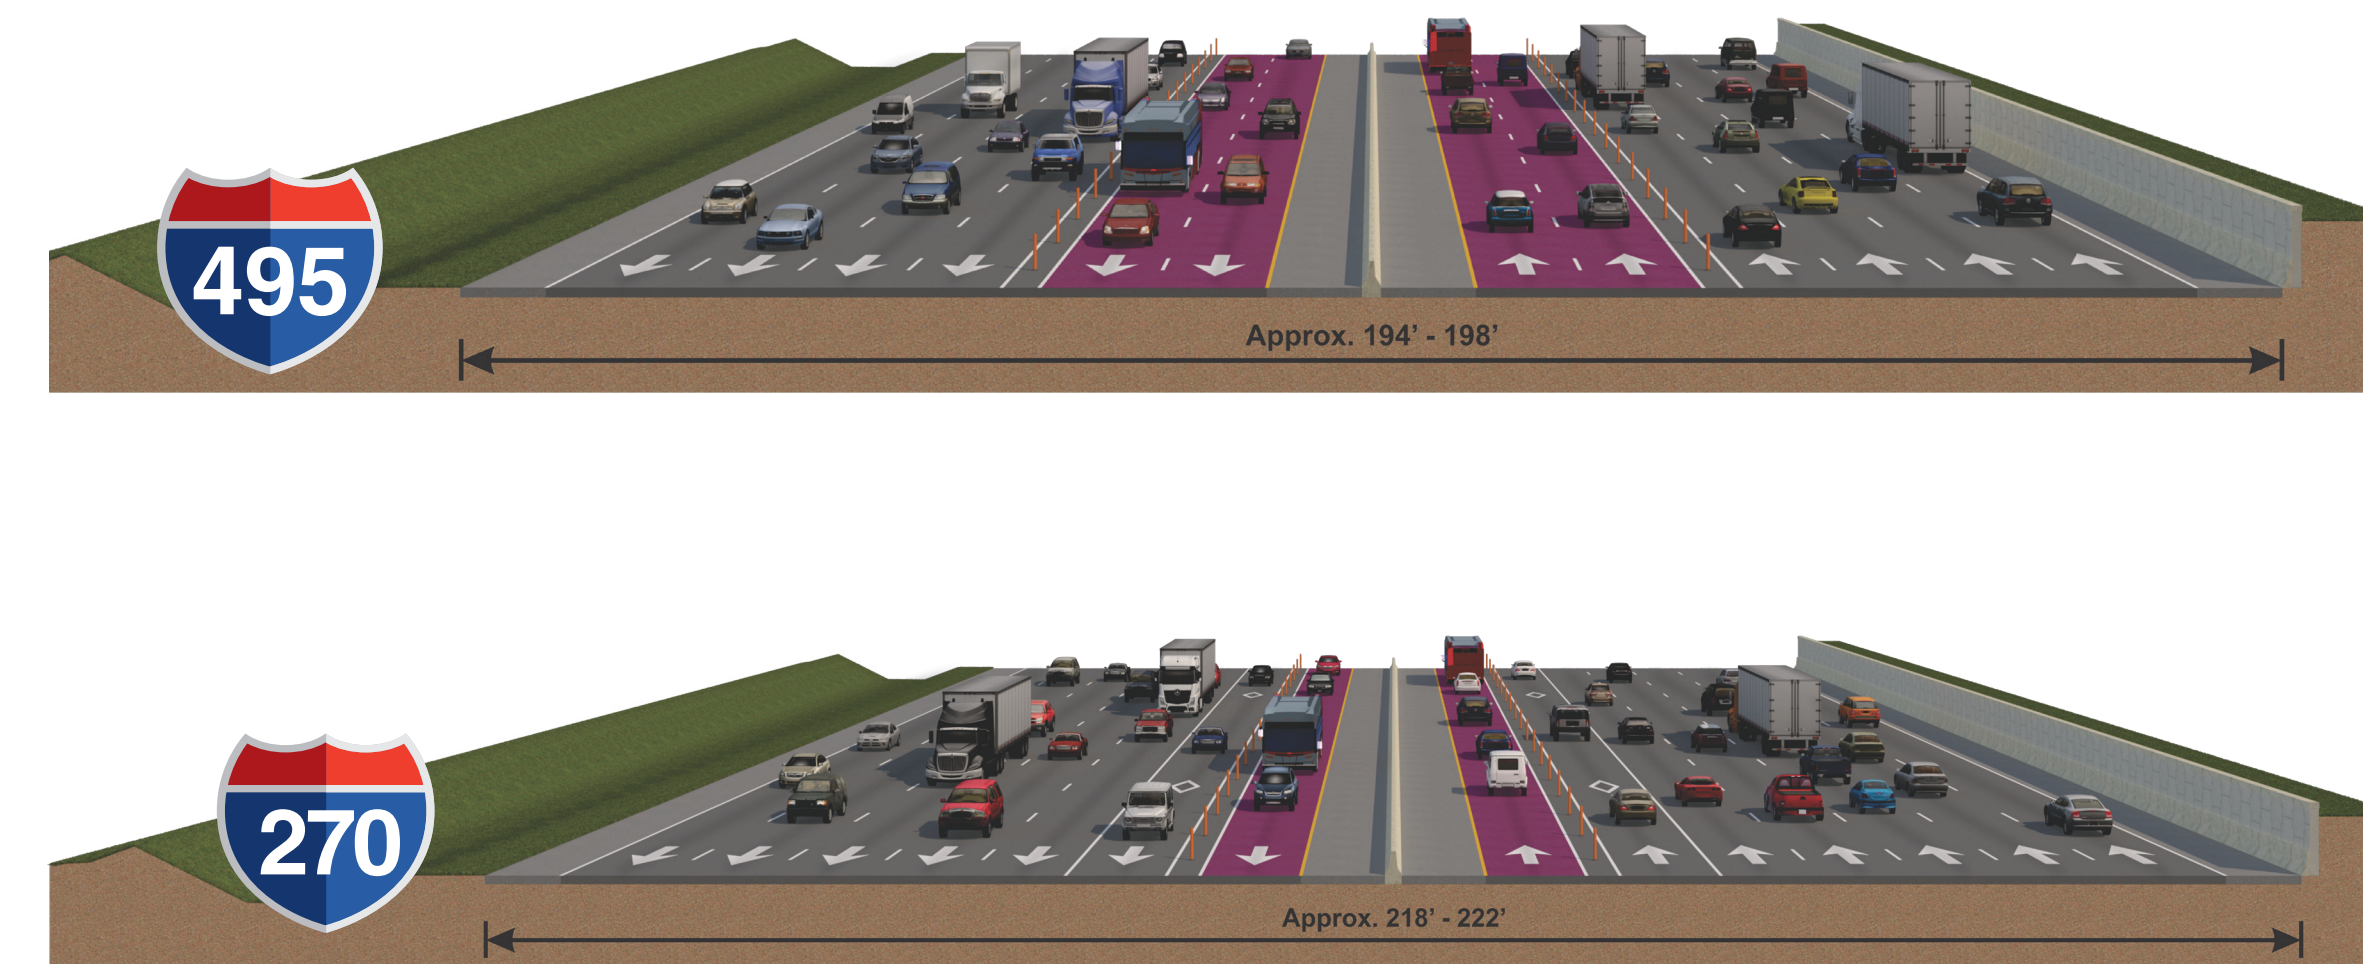 495
Approx. 194’ - 198’
270
Approx. 218’ - 222’